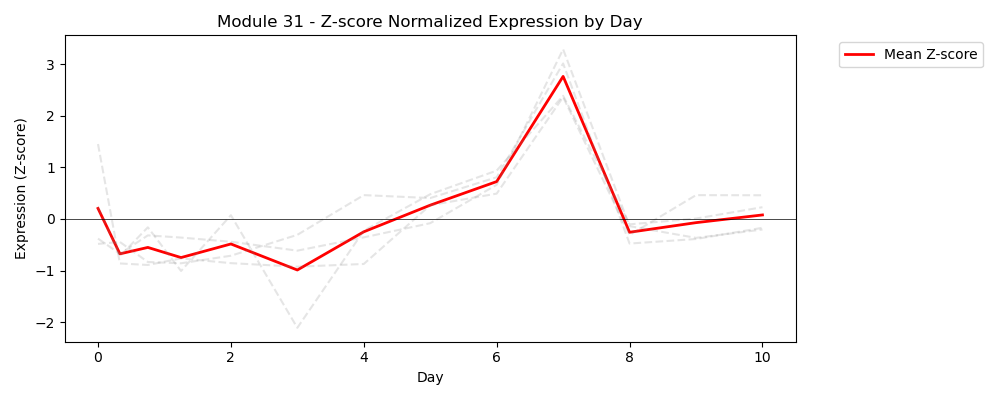 Module 31 - Z-score Normalized Expression by Day
Mean Z-score
Expression (Z-score)
3
2
1
0
−1
−2
0 2 4 6 8 10
Day